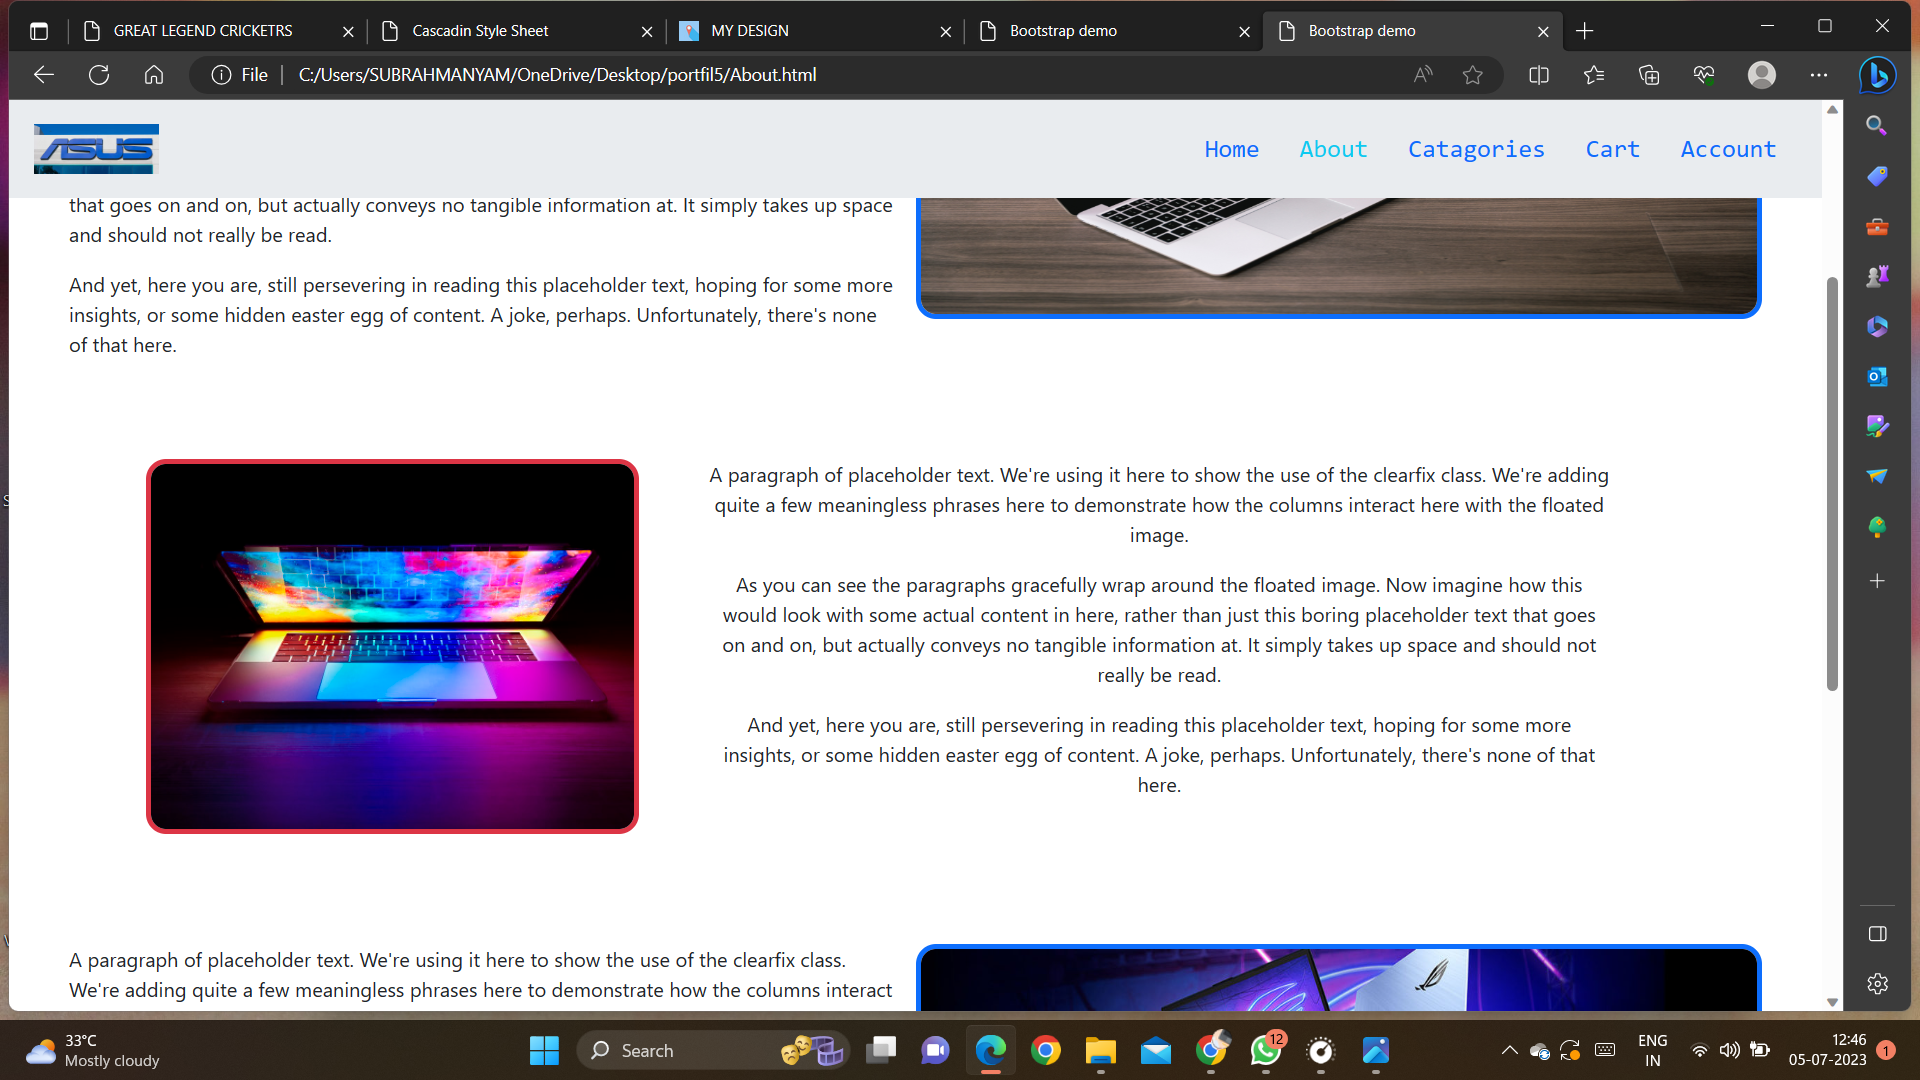 GREAT LEGEND CRICKETRS
Cascadin Style Sheet
MY DESIGN
Bootstrap demo
Bootstrap demo
File
C:/Users/SUBRAHMANYAM/OneDrive/Desktop/portfil5/About.html
ASUS
Home
About
Catagories
Cart
Account
that goes on and on, but actually conveys no tangible information at. It simply takes up space
and should not really be read.
And yet, here you are, still persevering in reading this placeholder text, hoping for some more
insights, or some hidden easter egg of content. A joke, perhaps. Unfortunately, there's none
of that here.
A paragraph of placeholder text. We're using it here to show the use of the clearfix class. We're adding
quite a few meaningless phrases here to demonstrate how the columns interact here with the floated
image.
As you can see the paragraphs gracefully wrap around the floated image. Now imagine how this
would look with some actual content in here, rather than just this boring placeholder text that goes
on and on, but actually conveys no tangible information at. It simply takes up space and should not
really be read.
And yet, here you are, still persevering in reading this placeholder text, hoping for some more
insights, or some hidden easter egg of content. A joke, perhaps. Unfortunately, there's none of that
here.
A paragraph of placeholder text. We're using it here to show the use of the clearfix class.
We're adding quite a few meaningless phrases here to demonstrate how the columns interact
33°C
Mostly cloudy
Search
12
ENG
IN
12:46
05-07-2023
1